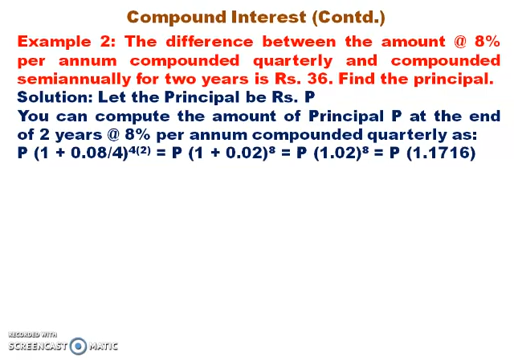 Compound Interest (Contd.)
Example 2: The difference between the amount @ 8%
per annum compounded quarterly and compounded
semiannually for two years is Rs. 36. Find the principal.
Solution: Let the Principal be Rs. P
You can compute the amount of Principal P at the end
of 2 years @ 8% per annum compounded quarterly as:
P (1 + 0.08/4)⁴⁽²⁾ = P (1 + 0.02)⁸ = P (1.02)⁸ = P (1.1716)
RECORDED WITH
SCREENCAST MATIC